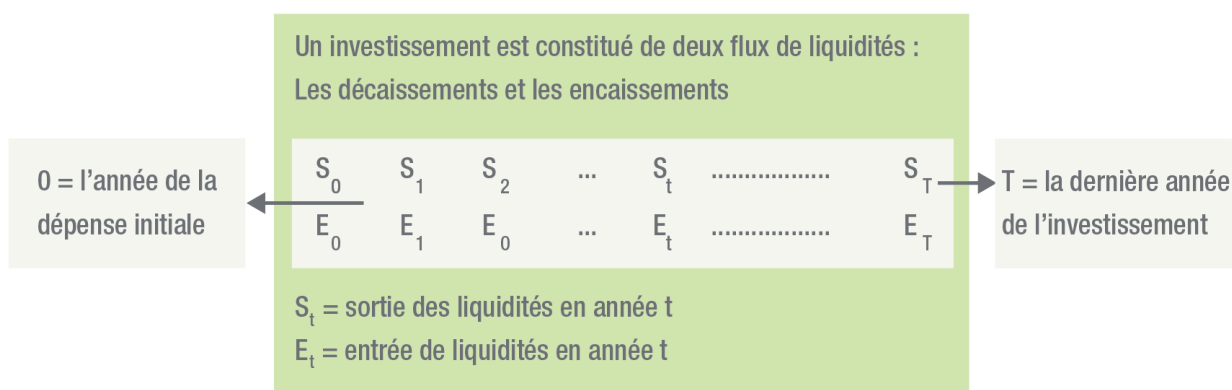 Un investissement est constitué de deux flux de liquidités :
Les décaissements et les encaissements
0 = l’année de la
dépense initiale
S₀ S₁ S₂ ... Sₜ .................. S_T
E₀ E₁ E₀ ... Eₜ .................. E_T
T = la dernière année
de l’investissement
Sₜ = sortie des liquidités en année t
Eₜ = entrée de liquidités en année t